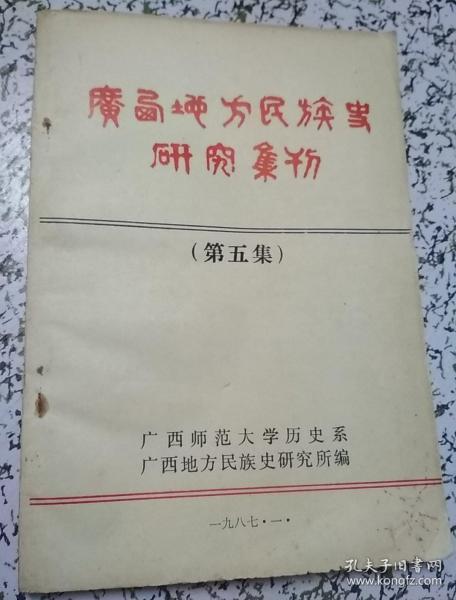 廣西地方民族史
研究集刊
（第五集）
广西师范大学历史系
广西地方民族史研究所编
一九八七·一·
孔夫子旧书网
book.kongfz.com